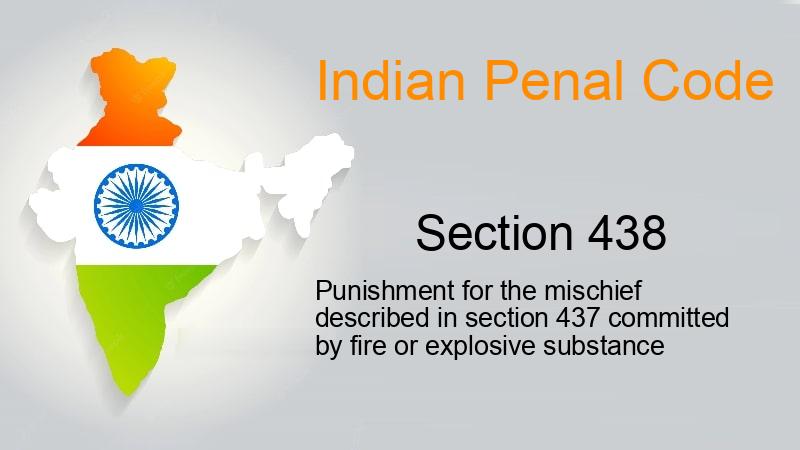 Indian Penal Code
Section 438
Punishment for the mischief
described in section 437 committed
by fire or explosive substance